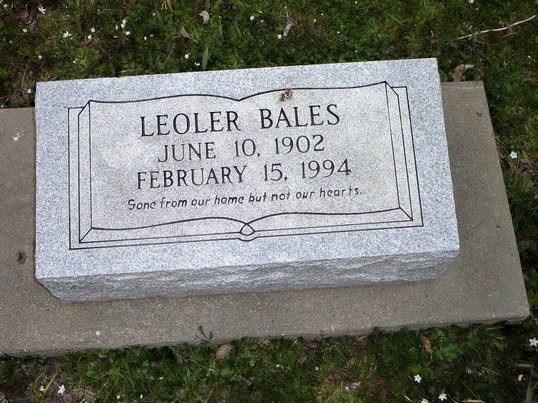 LEOLER BALES
JUNE 10, 1902
FEBRUARY 15, 1994
Gone from our home but not our hearts.